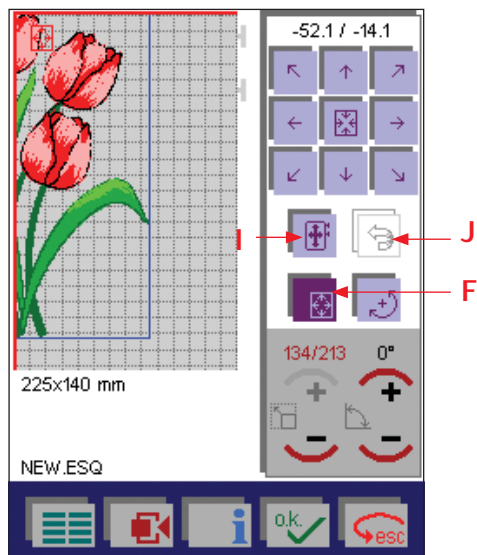 -52.1 / -14.1
I
J
F
134/213 0°
+ +
- -
225x140 mm
NEW.ESQ
i
o.k.
esc